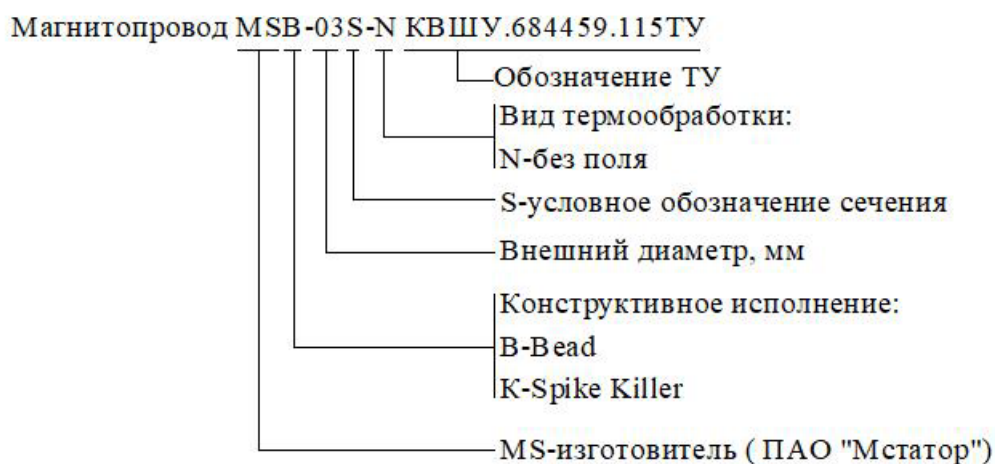 Магнитопровод MSB-03S-N КВШУ.684459.115ТУ
Обозначение ТУ
Вид термообработки:
N-без поля
S-условное обозначение сечения
Внешний диаметр, мм
Конструктивное исполнение:
B-Bead
K-Spike Killer
MS-изготовитель ( ПАО "Мстатор")